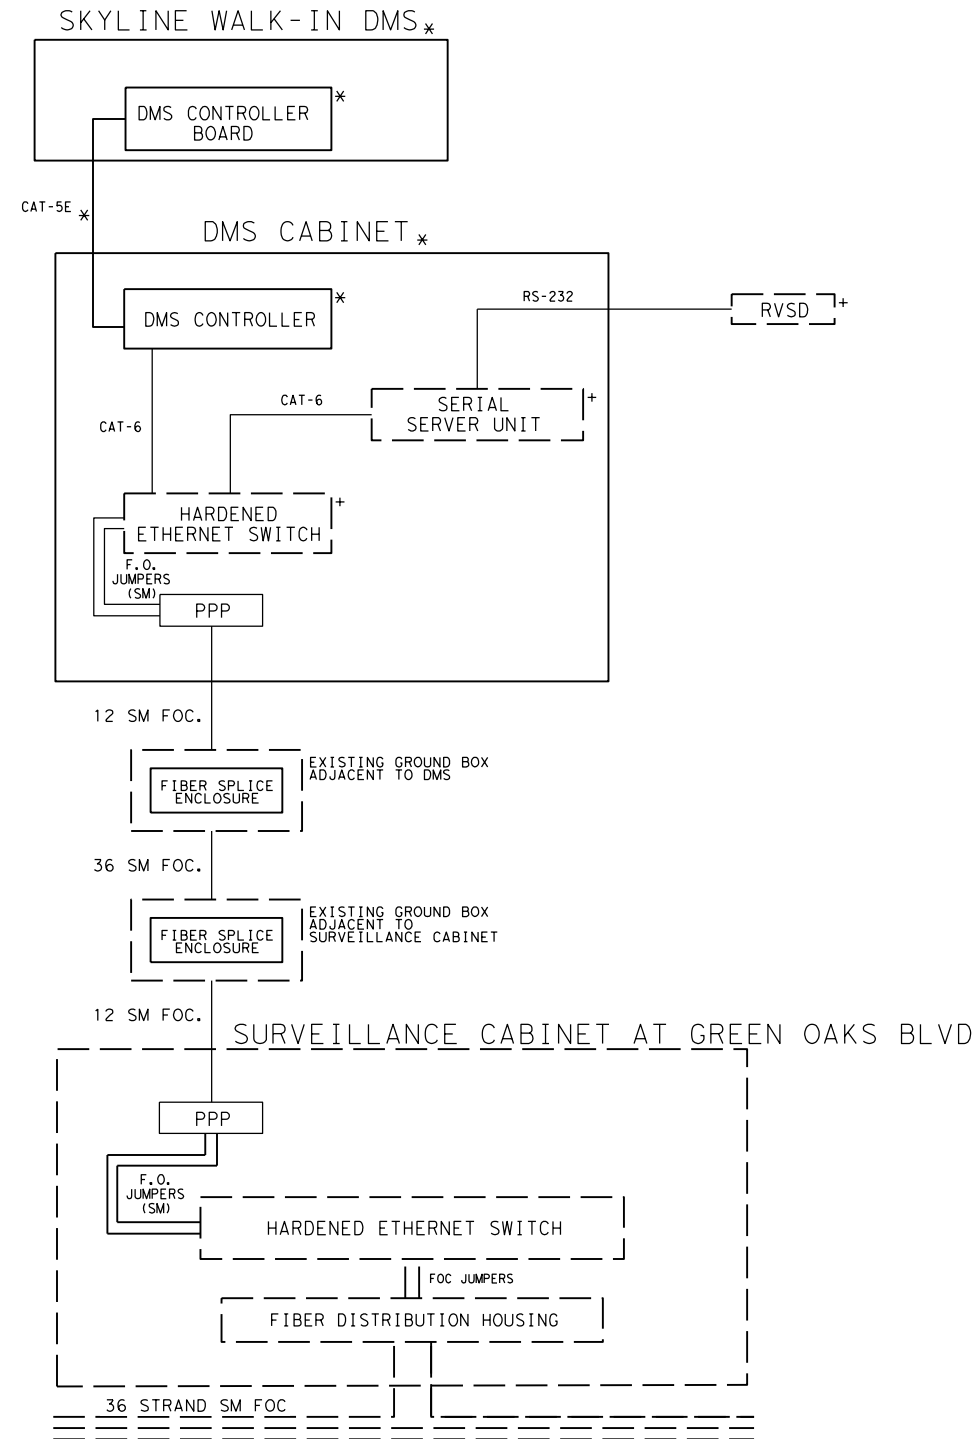 SKYLINE WALK-IN DMS*
DMS CONTROLLER *
BOARD
CAT-5E *
DMS CABINET *
DMS CONTROLLER *
RS-232
RVSD +
CAT-6
SERIAL +
SERVER UNIT
CAT-6
HARDENED +
ETHERNET SWITCH
F.O.
JUMPERS
(SM)
PPP
12 SM FOC.
EXISTING GROUND BOX
ADJACENT TO DMS
FIBER SPLICE
ENCLOSURE
36 SM FOC.
EXISTING GROUND BOX
ADJACENT TO
SURVEILLANCE CABINET
FIBER SPLICE
ENCLOSURE
12 SM FOC.
SURVEILLANCE CABINET AT GREEN OAKS BLVD
PPP
F.O.
JUMPERS
(SM)
HARDENED ETHERNET SWITCH
FOC JUMPERS
FIBER DISTRIBUTION HOUSING
36 STRAND SM FOC